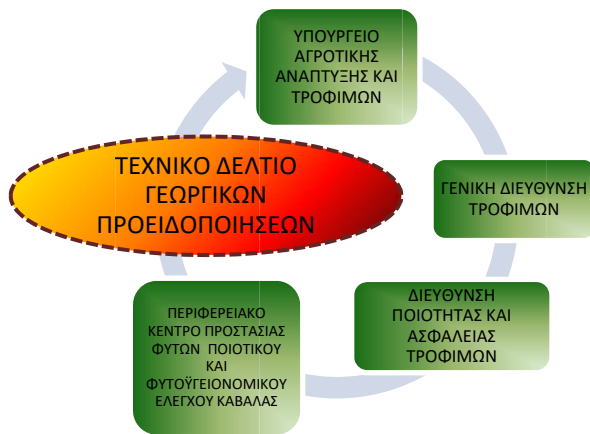 ΥΠΟΥΡΓΕΙΟ
ΑΓΡΟΤΙΚΗΣ
ΑΝΑΠΤΥΞΗΣ ΚΑΙ
ΤΡΟΦΙΜΩΝ
ΓΕΝΙΚΗ ΔΙΕΥΘΥΝΣΗ
ΤΡΟΦΙΜΩΝ
ΔΙΕΥΘΥΝΣΗ
ΠΟΙΟΤΗΤΑΣ ΚΑΙ
ΑΣΦΑΛΕΙΑΣ
ΤΡΟΦΙΜΩΝ
ΠΕΡΙΦΕΡΕΙΑΚΟ
ΚΕΝΤΡΟ ΠΡΟΣΤΑΣΙΑΣ
ΦΥΤΩΝ ΠΟΙΟΤΙΚΟΥ
ΚΑΙ
ΦΥΤΟΫΓΕΙΟΝΟΜΙΚΟΥ
ΕΛΕΓΧΟΥ ΚΑΒΑΛΑΣ
ΤΕΧΝΙΚΟ ΔΕΛΤΙΟ
ΓΕΩΡΓΙΚΩΝ
ΠΡΟΕΙΔΟΠΟΙΗΣΕΩΝ